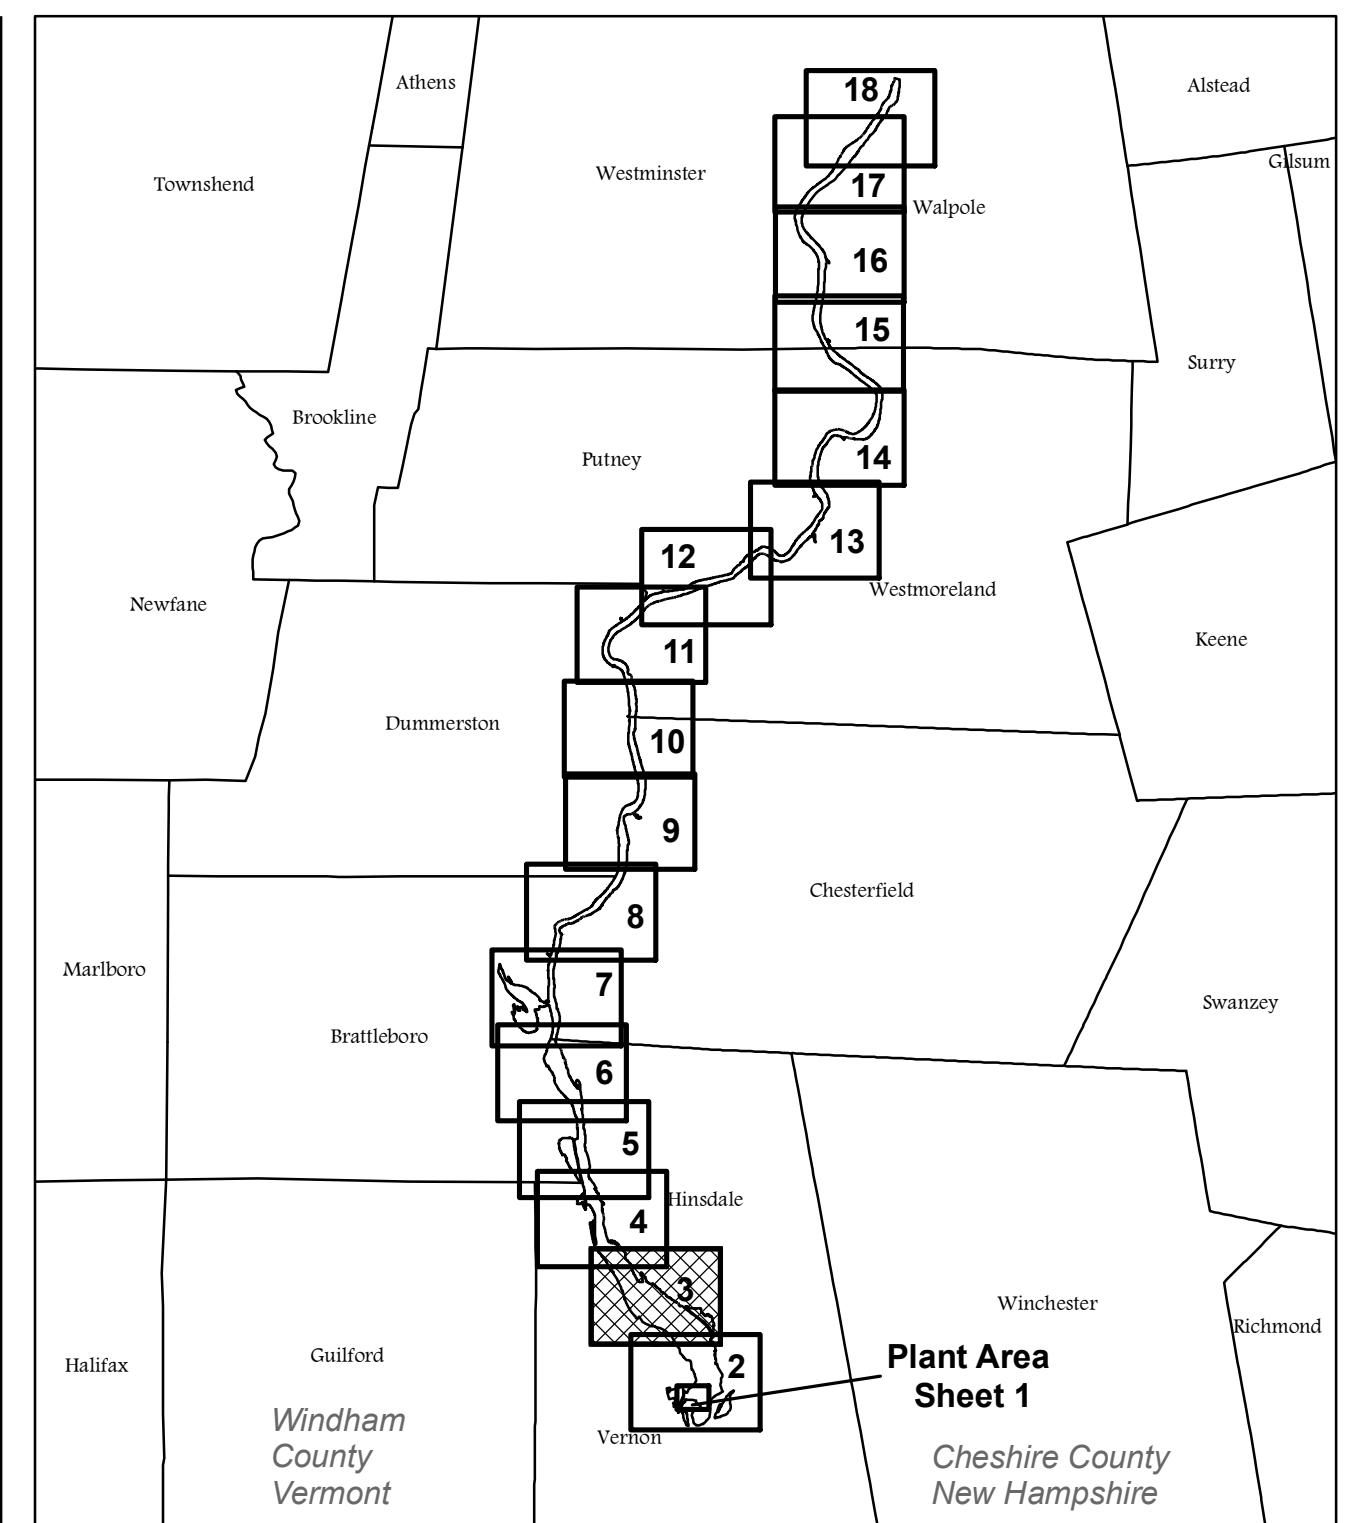 Athens
18
Alstead
Gilsum
Westminster
Townshend
17
Walpole
16
15
Surry
Brookline
Putney
14
13
12
Westmoreland
Newfane
Keene
11
Dummerston
10
9
Chesterfield
8
Marlboro
7
Swanzey
Brattleboro
6
5
Hinsdale
4
3
Winchester
Richmond
Guilford
Halifax
2
Plant Area
Sheet 1
Vernon
Windham
County
Vermont
Cheshire County
New Hampshire